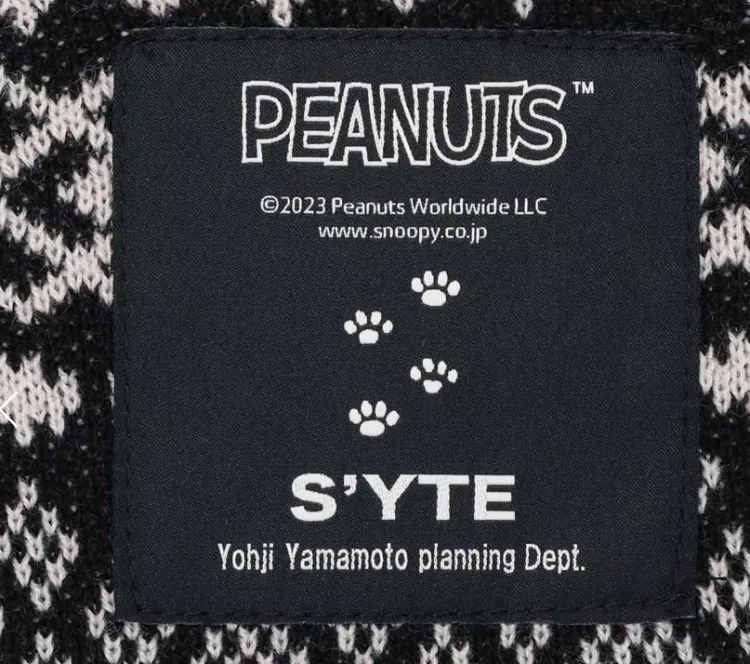 PEANUTS™
©2023 Peanuts Worldwide LLC
www.snoopy.co.jp
S'YTE
Yohji Yamamoto planning Dept.